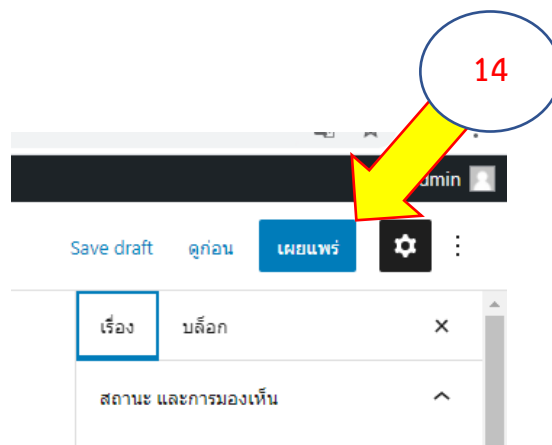 14
dmin
Save draft ดูก่อน เผยแพร่
เรื่อง บล็อก
สถานะ และการมองเห็น